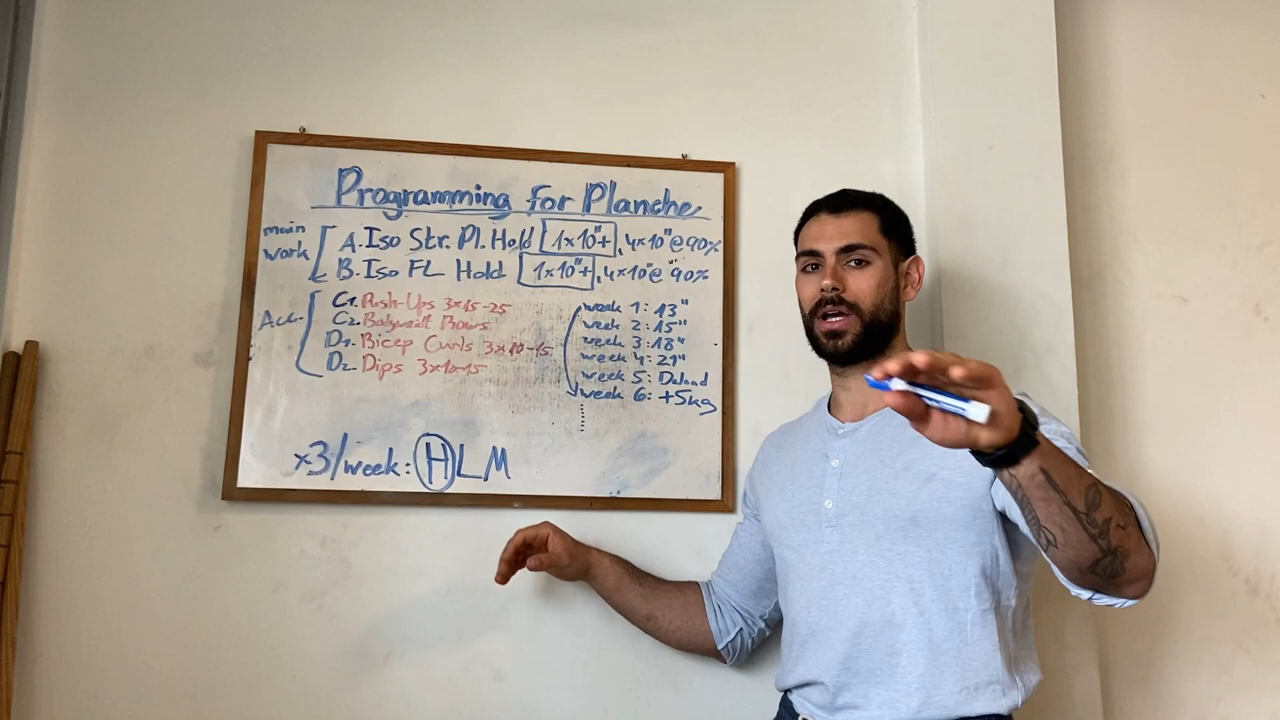 Programming for Planche
main work
A. Iso Str. Pl. Hold 1x10"+, 4x10"@90%
B. Iso FL Hold 1x10"+, 4x10"@ 90%
Acc.
C1. Push-Ups 3x15-25
C2. Bodyweight Rows
D1. Bicep Curls 3x10-15
D2. Dips 3x10-15
week 1: 13"
week 2: 15"
week 3: 18"
week 4: 21"
week 5: Deload
week 6: +5kg
x3/week: H L M